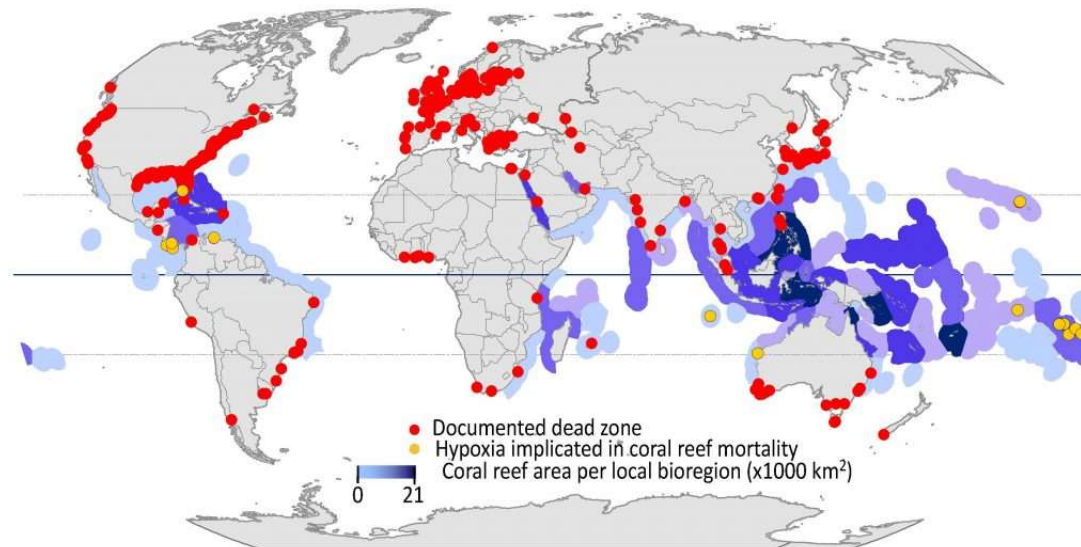 Documented dead zone
Hypoxia implicated in coral reef mortality
Coral reef area per local bioregion (x1000 km²)
0 21